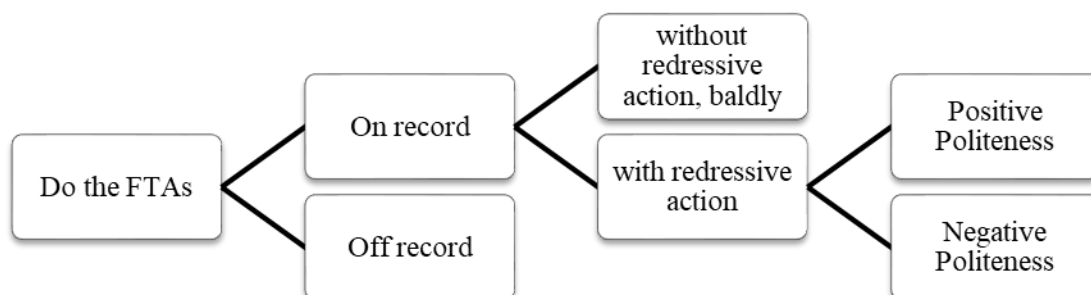 Do the FTAs
On record
Off record
without
redressive
action, baldly
with redressive
action
Positive
Politeness
Negative
Politeness